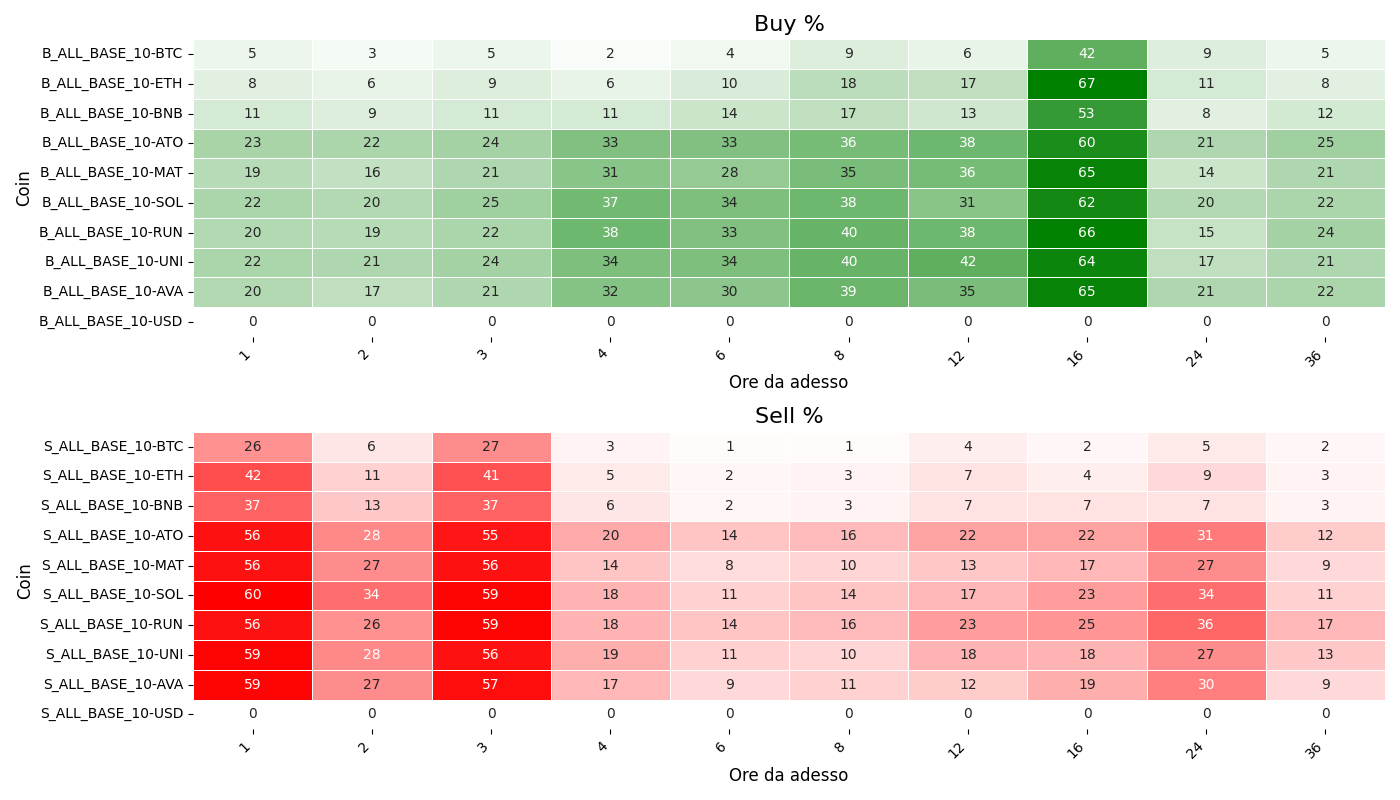 Buy %
Coin
B_ALL_BASE_10-BTC 5 3 5 2 4 9 6 42 9 5
B_ALL_BASE_10-ETH 8 6 9 6 10 18 17 67 11 8
B_ALL_BASE_10-BNB 11 9 11 11 14 17 13 53 8 12
B_ALL_BASE_10-ATO 23 22 24 33 33 36 38 60 21 25
B_ALL_BASE_10-MAT 19 16 21 31 28 35 36 65 14 21
B_ALL_BASE_10-SOL 22 20 25 37 34 38 31 62 20 22
B_ALL_BASE_10-RUN 20 19 22 38 33 40 38 66 15 24
B_ALL_BASE_10-UNI 22 21 24 34 34 40 42 64 17 21
B_ALL_BASE_10-AVA 20 17 21 32 30 39 35 65 21 22
B_ALL_BASE_10-USD 0 0 0 0 0 0 0 0 0 0
1 2 3 4 6 8 12 16 24 36
Ore da adesso
Sell %
Coin
S_ALL_BASE_10-BTC 26 6 27 3 1 1 4 2 5 2
S_ALL_BASE_10-ETH 42 11 41 5 2 3 7 4 9 3
S_ALL_BASE_10-BNB 37 13 37 6 2 3 7 7 7 3
S_ALL_BASE_10-ATO 56 28 55 20 14 16 22 22 31 12
S_ALL_BASE_10-MAT 56 27 56 14 8 10 13 17 27 9
S_ALL_BASE_10-SOL 60 34 59 18 11 14 17 23 34 11
S_ALL_BASE_10-RUN 56 26 59 18 14 16 23 25 36 17
S_ALL_BASE_10-UNI 59 28 56 19 11 10 18 18 27 13
S_ALL_BASE_10-AVA 59 27 57 17 9 11 12 19 30 9
S_ALL_BASE_10-USD 0 0 0 0 0 0 0 0 0 0
1 2 3 4 6 8 12 16 24 36
Ore da adesso